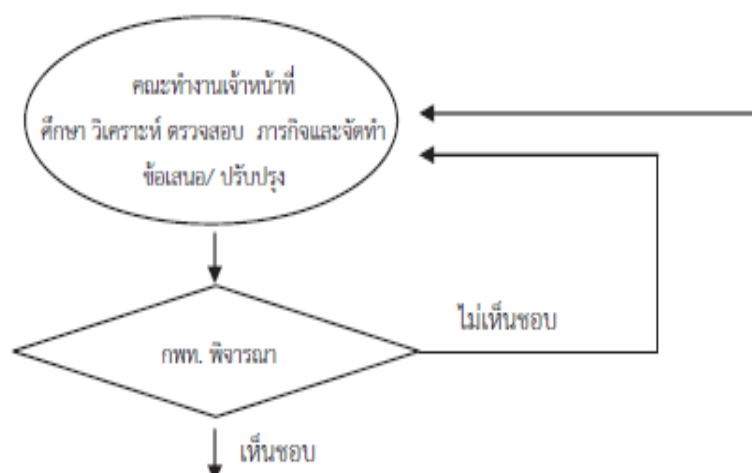 คณะทำงานเจ้าหน้าที่
ศึกษา วิเคราะห์ ตรวจสอบ ภารกิจและจัดทำ
ข้อเสนอ/ ปรับปรุง
ไม่เห็นชอบ
กพท. พิจารณา
เห็นชอบ